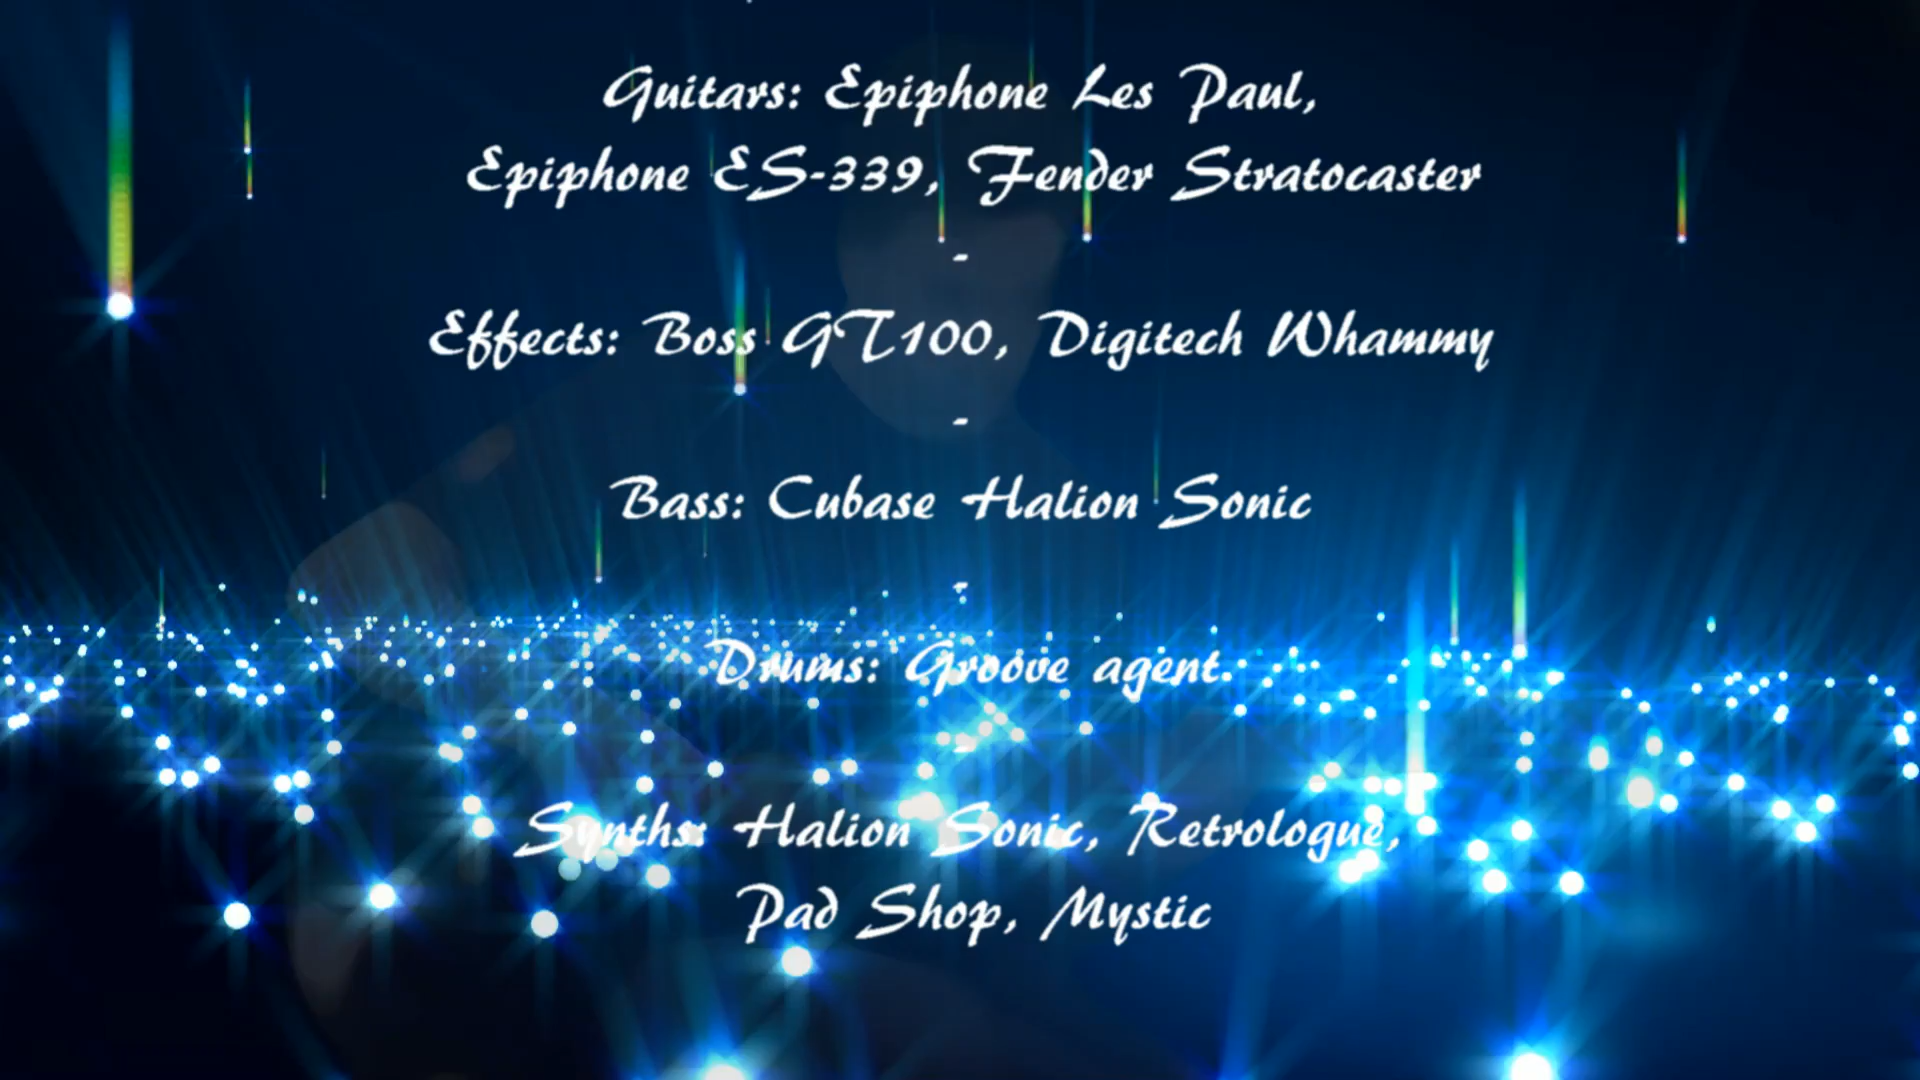 Guitars: Epiphone Les Paul,
Epiphone ES-339, Fender Stratocaster
-
Effects: Boss GT100, Digitech Whammy
-
Bass: Cubase Halion Sonic
-
Drums: Groove agent.
-
Synths: Halion Sonic, Retrologue,
Pad Shop, Mystic